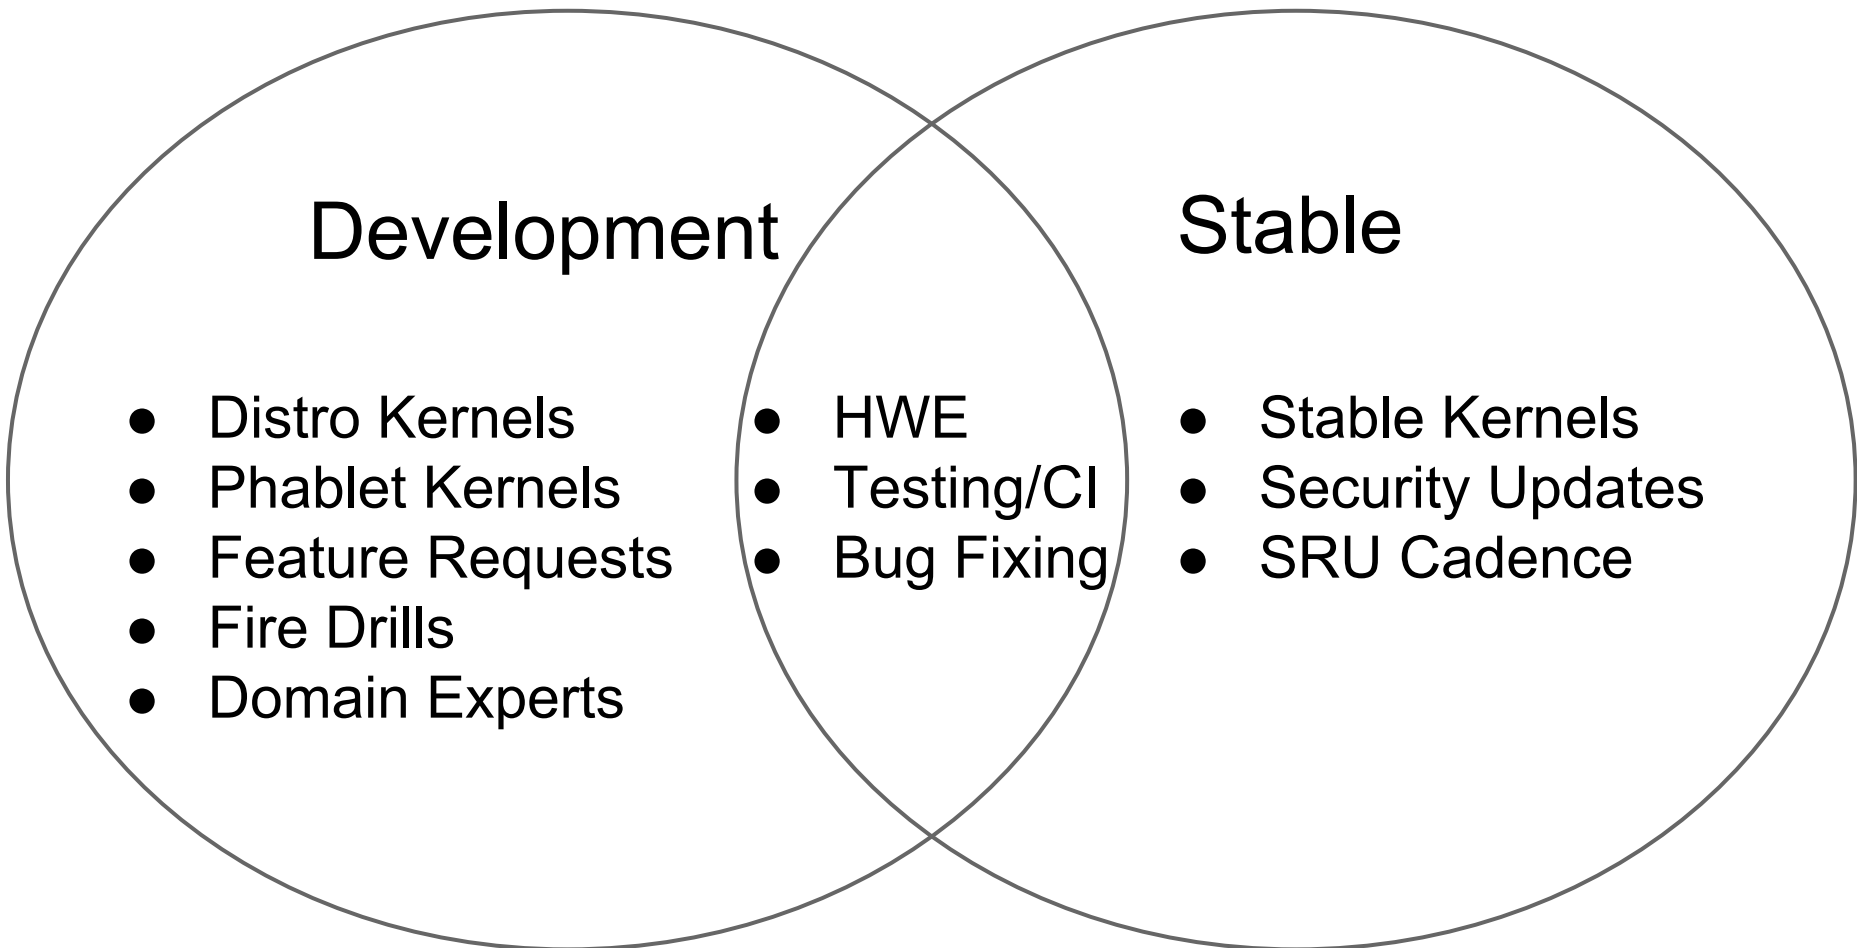 Development
Stable
● Distro Kernels
● Phablet Kernels
● Feature Requests
● Fire Drills
● Domain Experts
● HWE
● Testing/CI
● Bug Fixing
● Stable Kernels
● Security Updates
● SRU Cadence